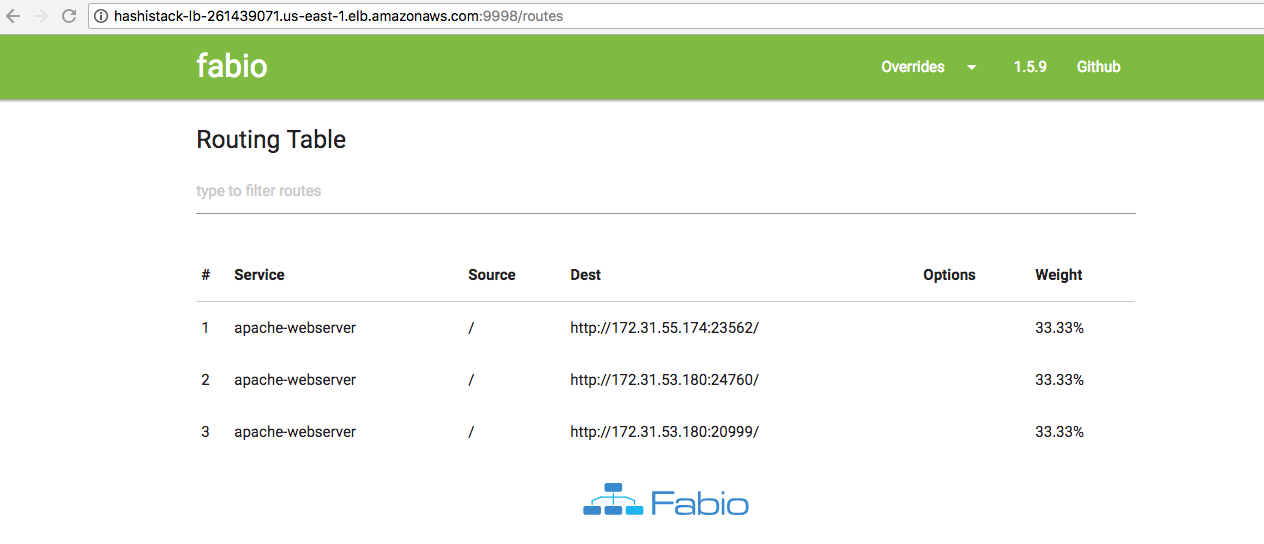 hashistack-lb-261439071.us-east-1.elb.amazonaws.com:9998/routes
fabio Overrides 1.5.9 Github
Routing Table
type to filter routes
# Service Source Dest Options Weight
1 apache-webserver / http://172.31.55.174:23562/ 33.33%
2 apache-webserver / http://172.31.53.180:24760/ 33.33%
3 apache-webserver / http://172.31.53.180:20999/ 33.33%
Fabio